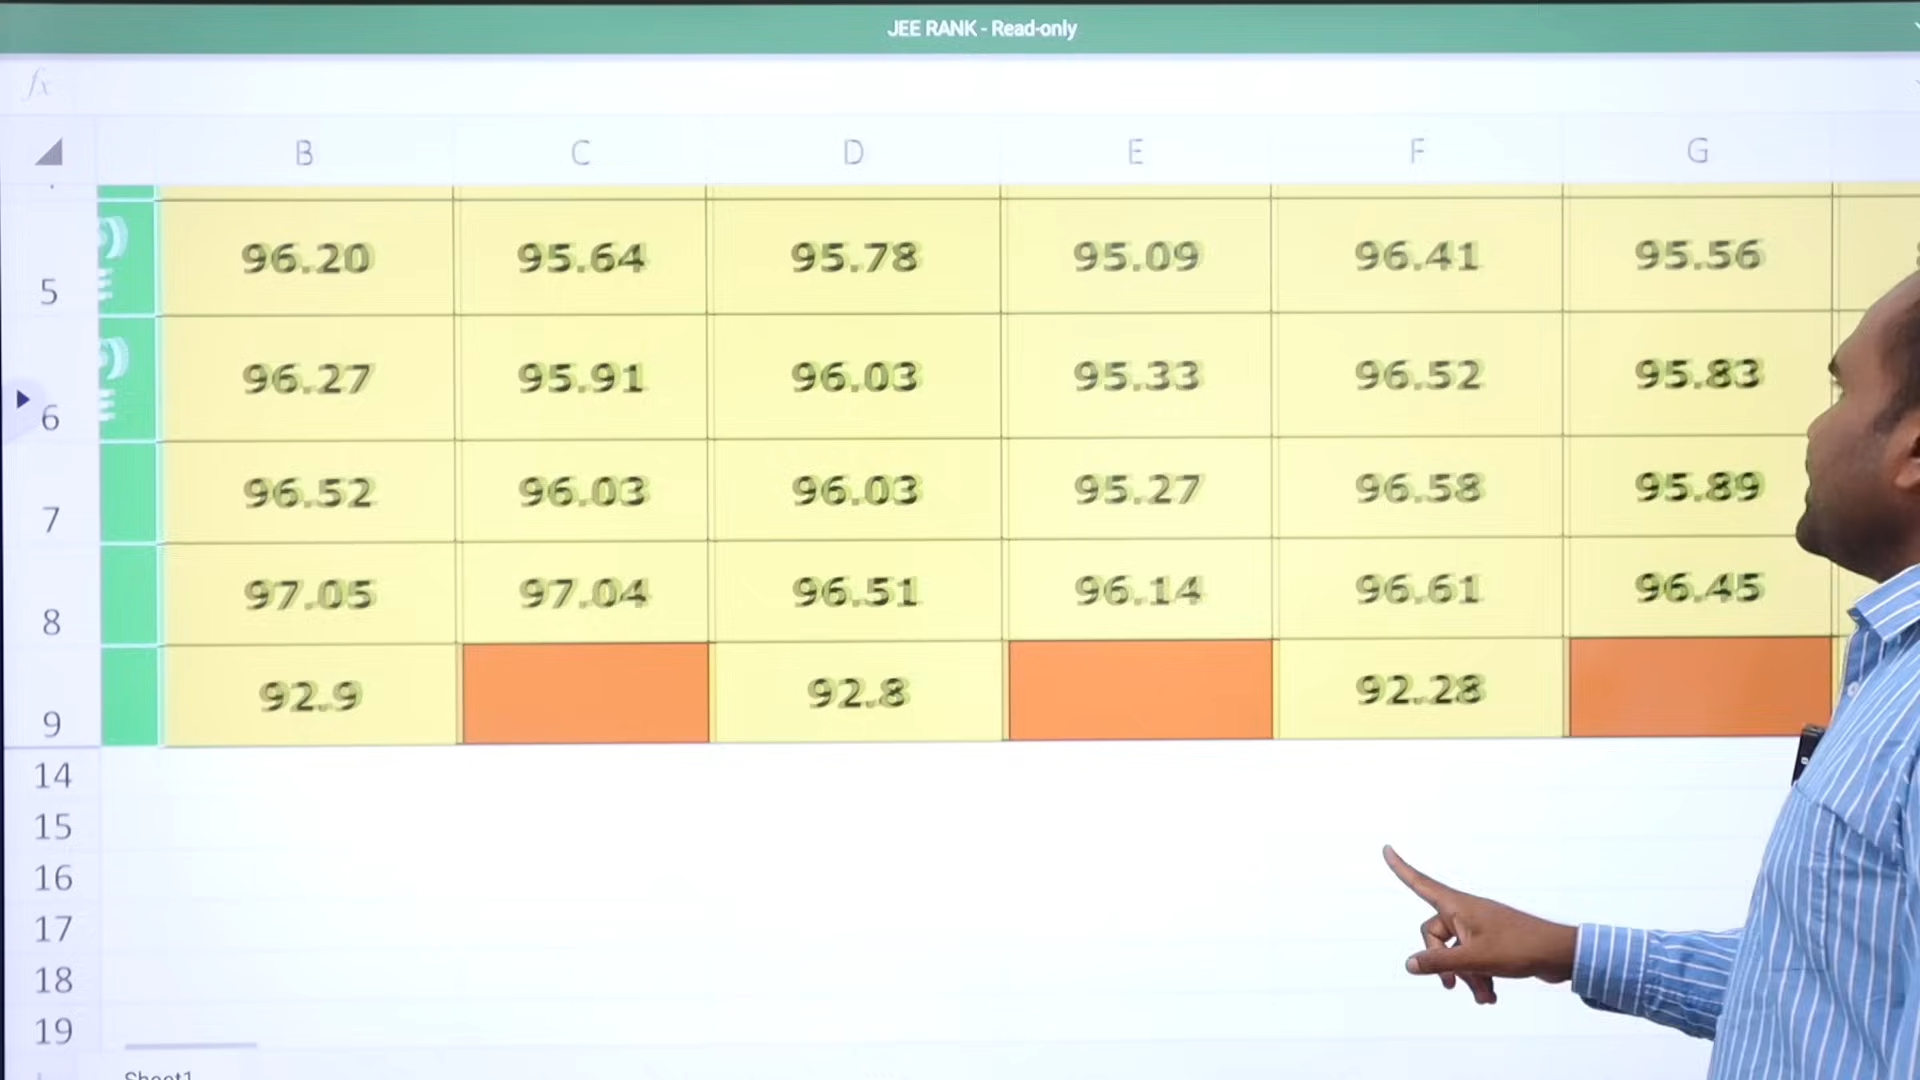 JEE RANK - Read-only
fx
B C D E F G
5 96.20 95.64 95.78 95.09 96.41 95.56
6 96.27 95.91 96.03 95.33 96.52 95.83
7 96.52 96.03 96.03 95.27 96.58 95.89
8 97.05 97.04 96.51 96.14 96.61 96.45
9 92.9 92.8 92.28
14
15
16
17
18
19
Sheet1